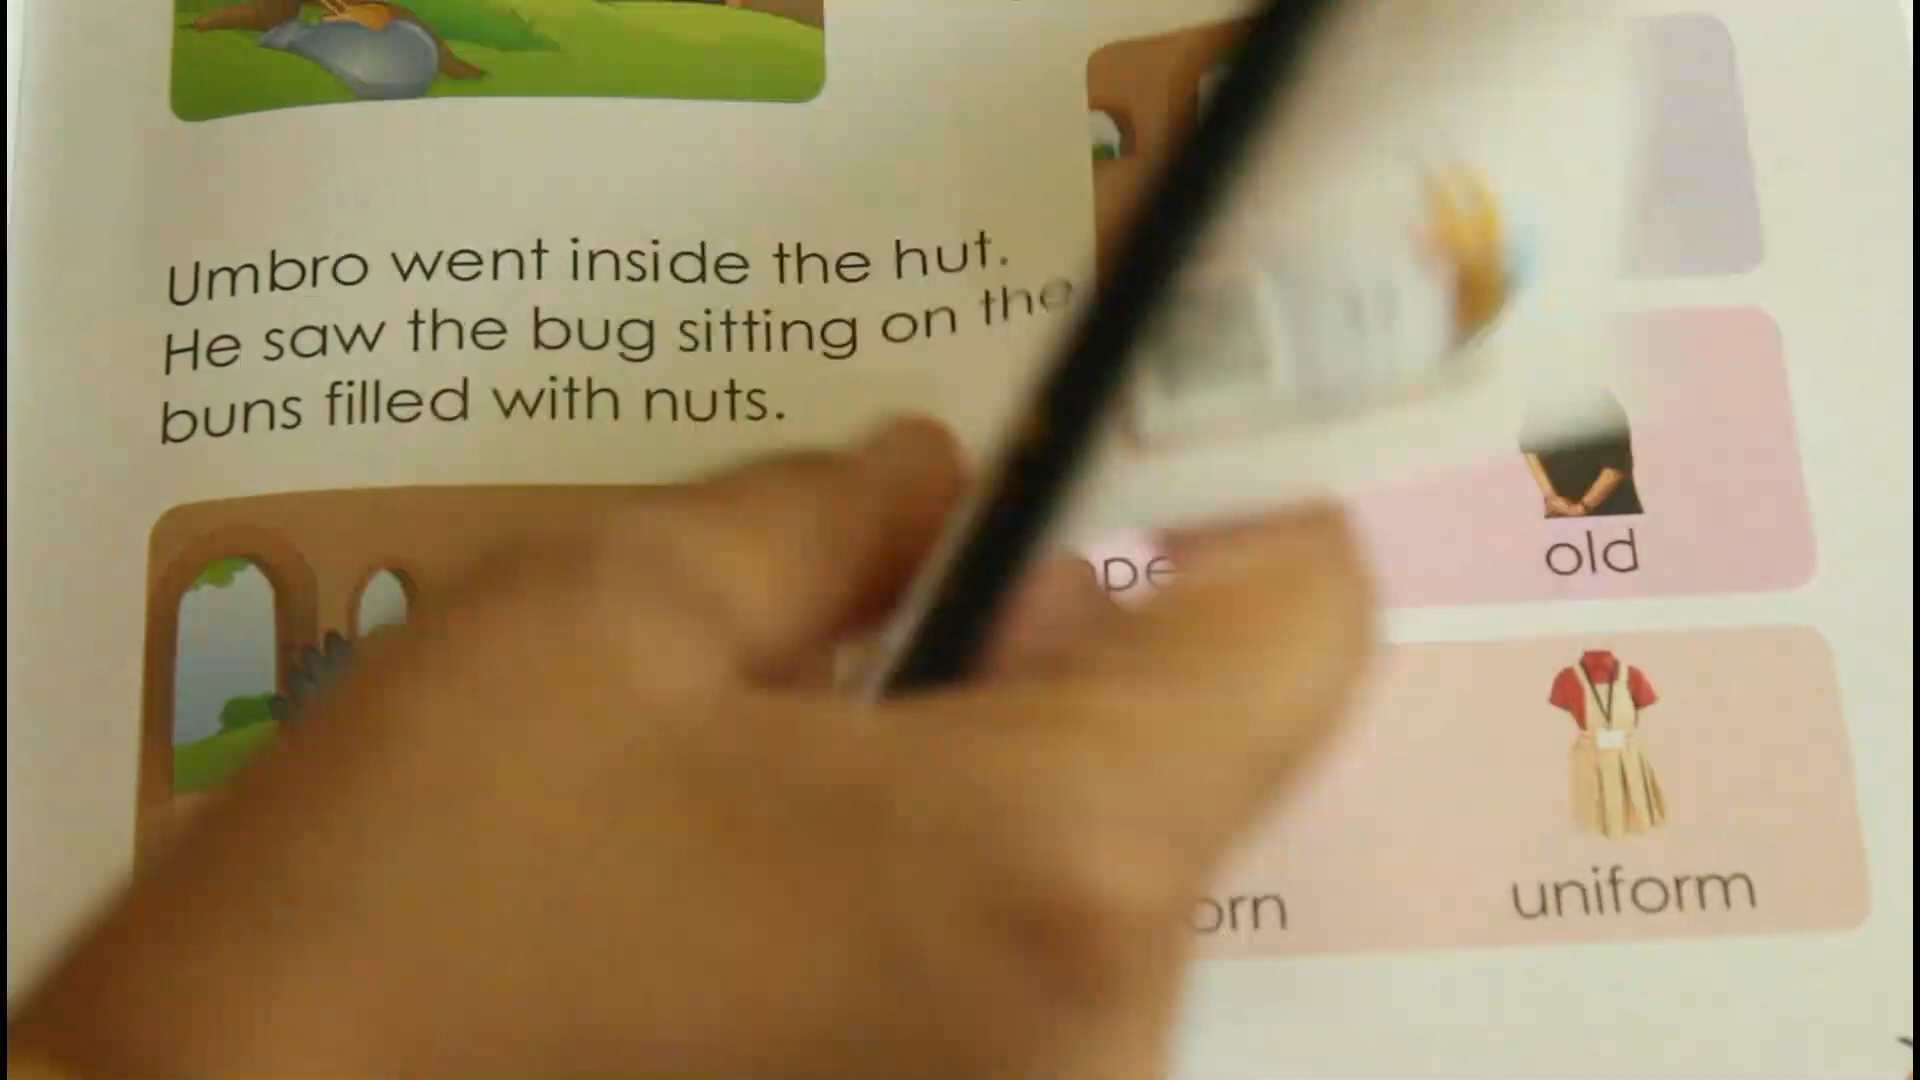 Umbro went inside the hut.
He saw the bug sitting on the
buns filled with nuts.
old
uniform